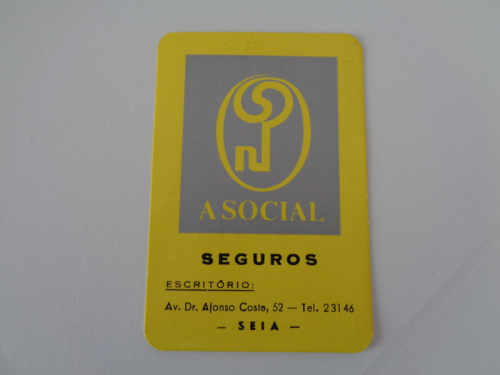 A SOCIAL
SEGUROS
ESCRITÓRIO:
Av. Dr. Afonso Costa, 52 — Tel. 23146
— SEIA —